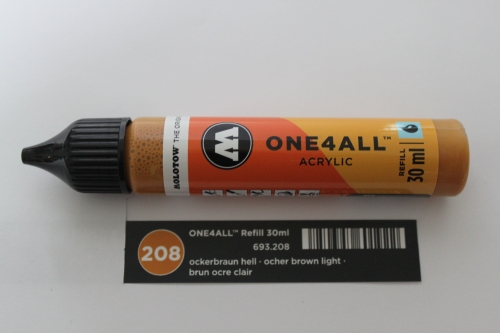 MOLOTOW THE ORIG
ONE4ALL™
ACRYLIC
REFILL
30 ml
208
ONE4ALL™ Refill 30ml
693.208
ockerbraun hell · ocher brown light ·
brun ocre clair